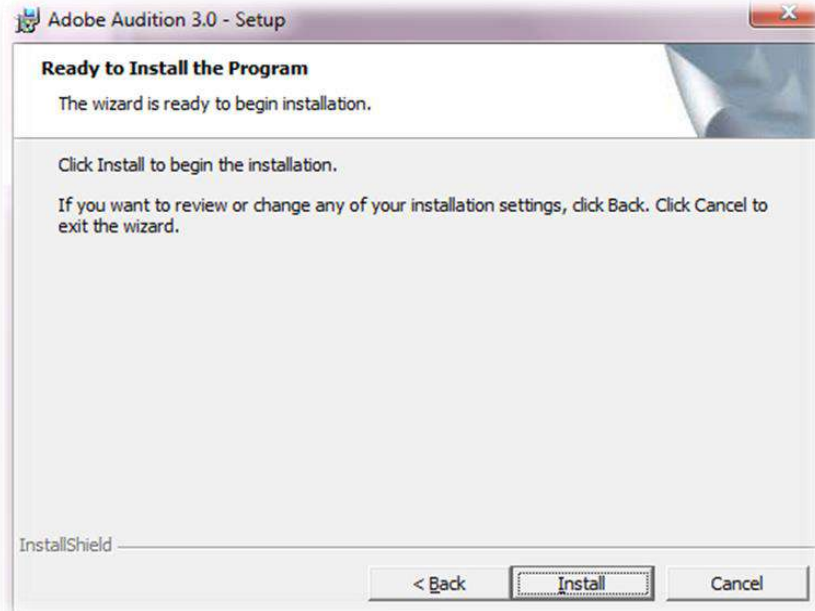 Adobe Audition 3.0 - Setup
Ready to Install the Program
The wizard is ready to begin installation.
Click Install to begin the installation.
If you want to review or change any of your installation settings, click Back. Click Cancel to
exit the wizard.
InstallShield
< Back Install Cancel